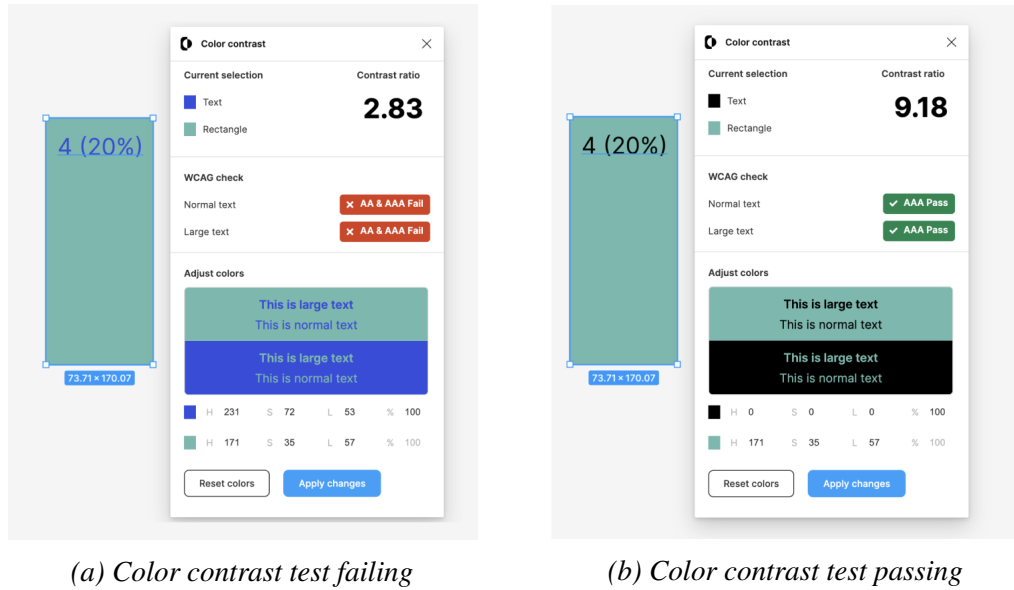 Color contrast
Current selection Contrast ratio
Text 2.83
Rectangle
4 (20%)
WCAG check
Normal text AA & AAA Fail
Large text AA & AAA Fail
Adjust colors
This is large text
This is normal text
This is large text
This is normal text
73.71 × 170.07
H 231 S 72 L 53 % 100
H 171 S 35 L 57 % 100
Reset colors Apply changes
(a) Color contrast test failing
Color contrast
Current selection Contrast ratio
Text 9.18
Rectangle
4 (20%)
WCAG check
Normal text AAA Pass
Large text AAA Pass
Adjust colors
This is large text
This is normal text
This is large text
This is normal text
73.71 × 170.07
H 0 S 0 L 0 % 100
H 171 S 35 L 57 % 100
Reset colors Apply changes
(b) Color contrast test passing